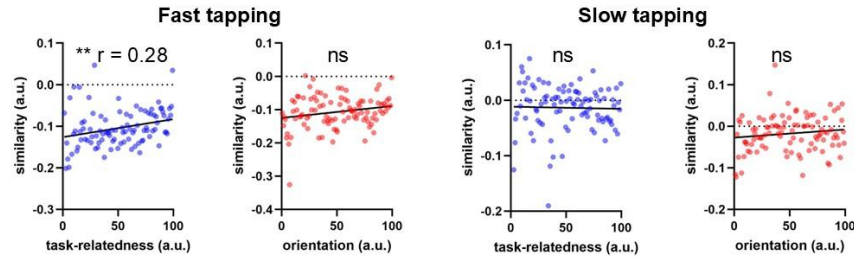 Fast tapping
Slow tapping
** r = 0.28
ns
ns
ns
similarity (a.u.)
0.1
0.0
-0.1
-0.2
-0.3
0
50
100
task-relatedness (a.u.)
similarity (a.u.)
0.1
0.0
-0.1
-0.2
-0.3
-0.4
0
50
100
orientation (a.u.)
similarity (a.u.)
0.1
0.0
-0.1
-0.2
0
50
100
task-relatedness (a.u.)
similarity (a.u.)
-0.2
0.1
0.0
-0.1
-0.2
0
50
100
orientation (a.u.)